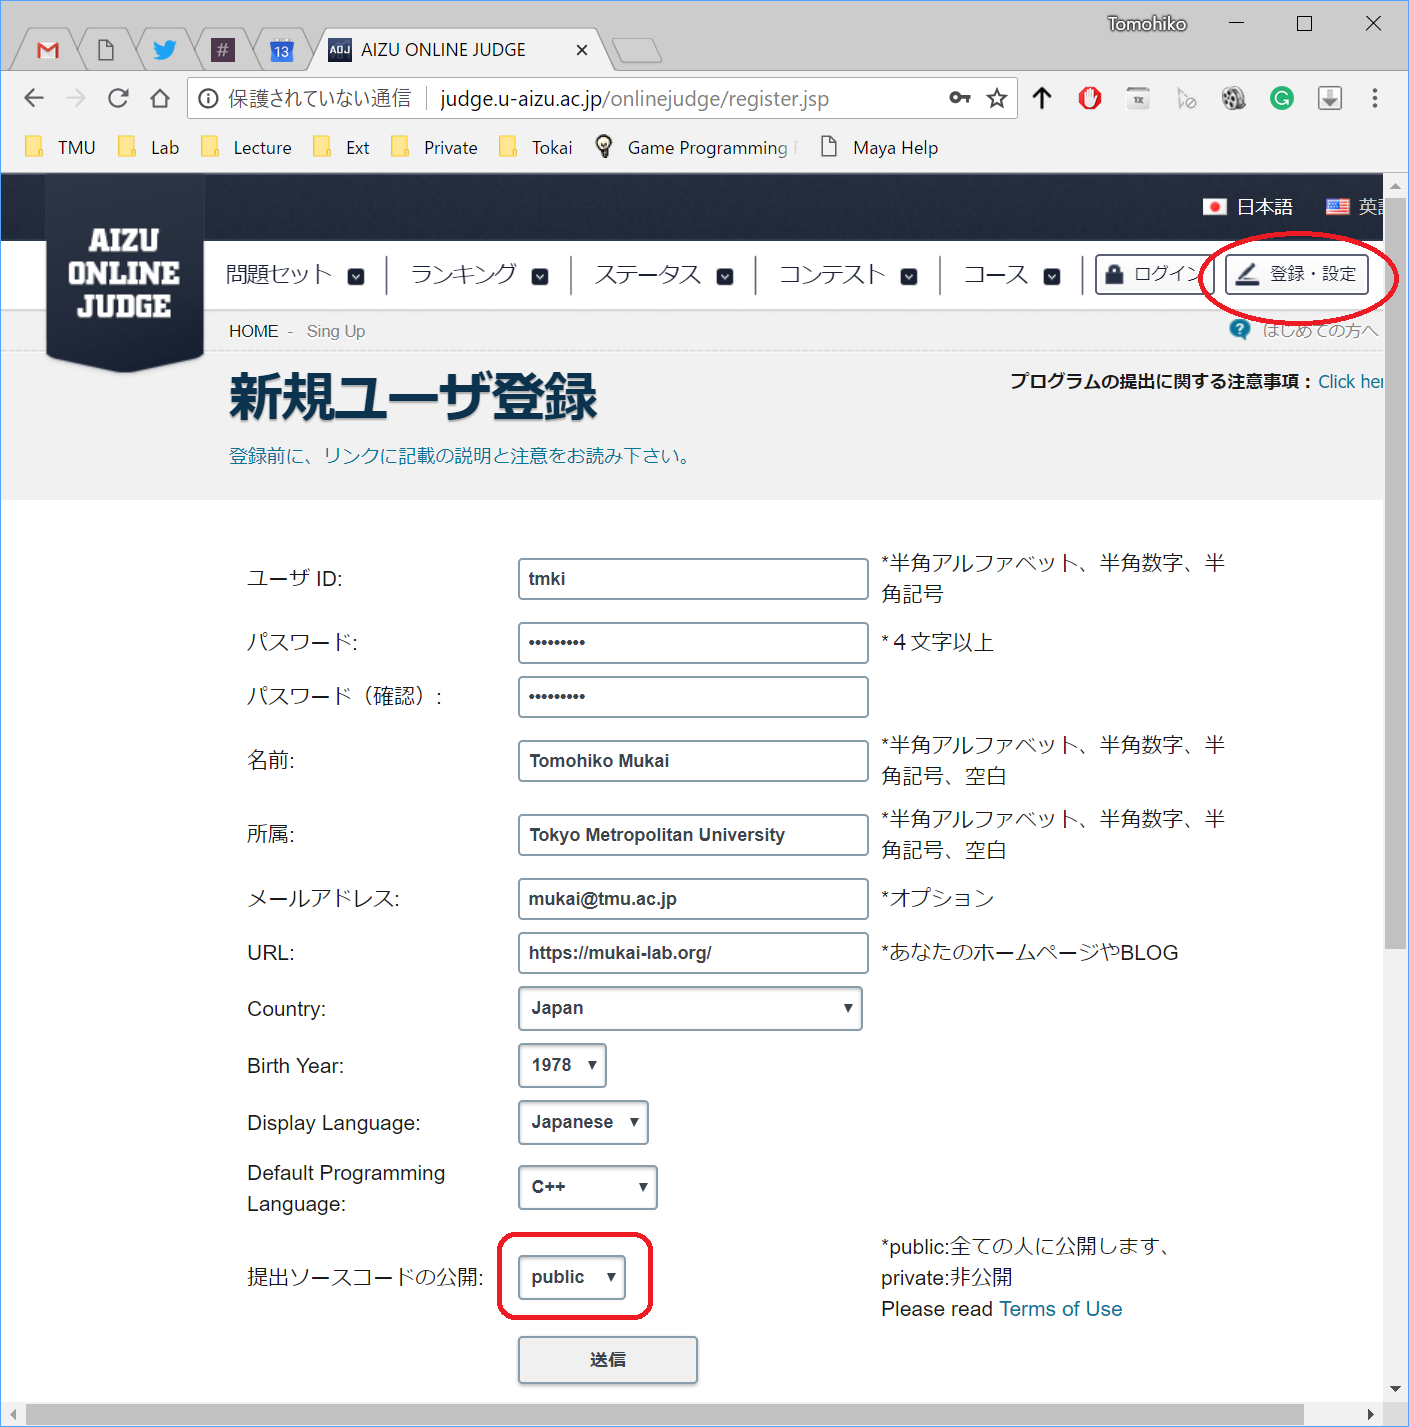 Tomohiko
13
AOJ AIZU ONLINE JUDGE
保護されていない通信 judge.u-aizu.ac.jp/onlinejudge/register.jsp
1X
TMU Lab Lecture Ext Private Tokai Game Programming Maya Help
日本語 英
AIZU
ONLINE
JUDGE
問題セット ランキング ステータス コンテスト コース ログイン 登録・設定
HOME - Sing Up
はじめての方へ
新規ユーザ登録
プログラムの提出に関する注意事項： Click her
登録前に、リンクに記載の説明と注意をお読み下さい。
ユーザ ID: tmki *半角アルファベット、半角数字、半
角記号
パスワード: ••••••••• *４文字以上
パスワード（確認）: •••••••••
名前: Tomohiko Mukai *半角アルファベット、半角数字、半
角記号、空白
所属: Tokyo Metropolitan University *半角アルファベット、半角数字、半
角記号、空白
メールアドレス: mukai@tmu.ac.jp *オプション
URL: https://mukai-lab.org/ *あなたのホームページやBLOG
Country: Japan
Birth Year: 1978
Display Language: Japanese
Default Programming
Language: C++
提出ソースコードの公開: public *public:全ての人に公開します、
private:非公開
Please read Terms of Use
送信